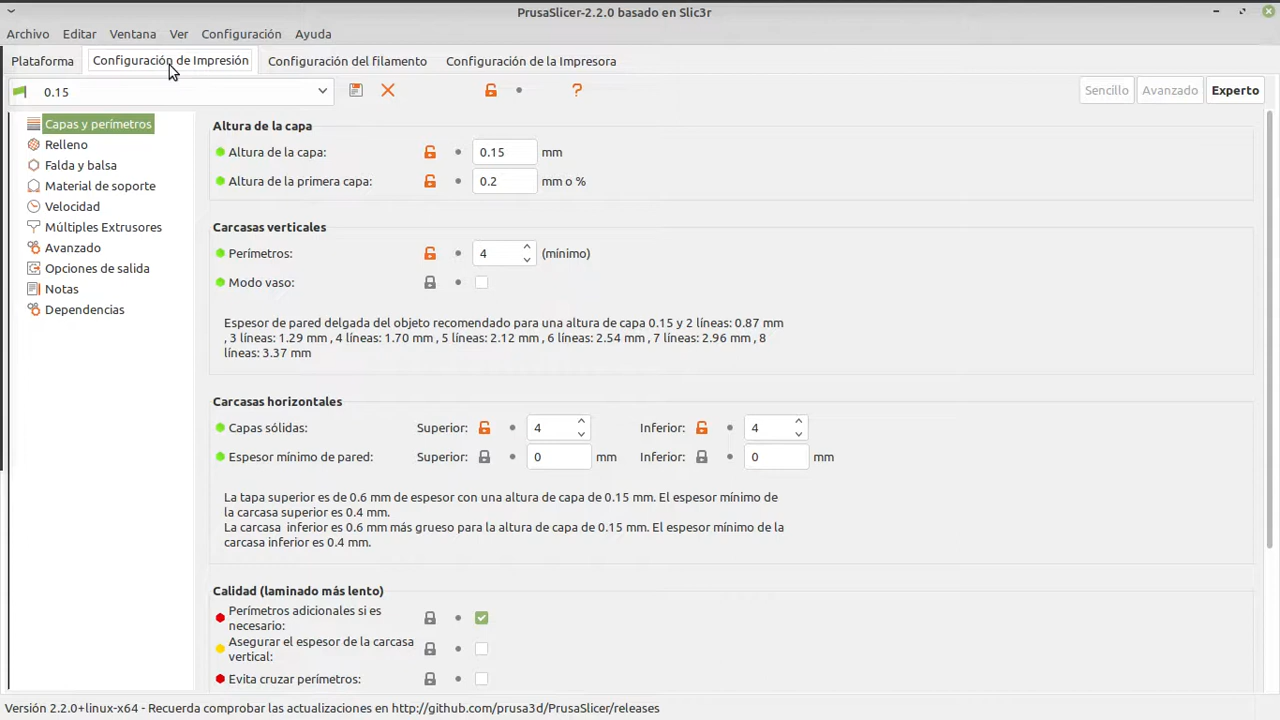 PrusaSlicer-2.2.0 basado en Slic3r
Archivo Editar Ventana Ver Configuración Ayuda
Plataforma Configuración de Impresión Configuración del filamento Configuración de la Impresora
0.15 ? Sencillo Avanzado Experto
Capas y perímetros
Relleno
Falda y balsa
Material de soporte
Velocidad
Múltiples Extrusores
Avanzado
Opciones de salida
Notas
Dependencias
Altura de la capa
Altura de la capa: 0.15 mm
Altura de la primera capa: 0.2 mm o %
Carcasas verticales
Perímetros: 4 (mínimo)
Modo vaso:
Espesor de pared delgada del objeto recomendado para una altura de capa 0.15 y 2 líneas: 0.87 mm
, 3 líneas: 1.29 mm , 4 líneas: 1.70 mm , 5 líneas: 2.12 mm , 6 líneas: 2.54 mm , 7 líneas: 2.96 mm , 8
líneas: 3.37 mm
Carcasas horizontales
Capas sólidas: Superior: 4 Inferior: 4
Espesor mínimo de pared: Superior: 0 mm Inferior: 0 mm
La tapa superior es de 0.6 mm de espesor con una altura de capa de 0.15 mm. El espesor mínimo de
la carcasa superior es 0.4 mm.
La carcasa  inferior es 0.6 mm más grueso para la altura de capa de 0.15 mm. El espesor mínimo de la
carcasa inferior es 0.4 mm.
Calidad (laminado más lento)
Perímetros adicionales si es
necesario:
Asegurar el espesor de la carcasa
vertical:
Evita cruzar perímetros:
Versión 2.2.0+linux-x64 - Recuerda comprobar las actualizaciones en http://github.com/prusa3d/PrusaSlicer/releases